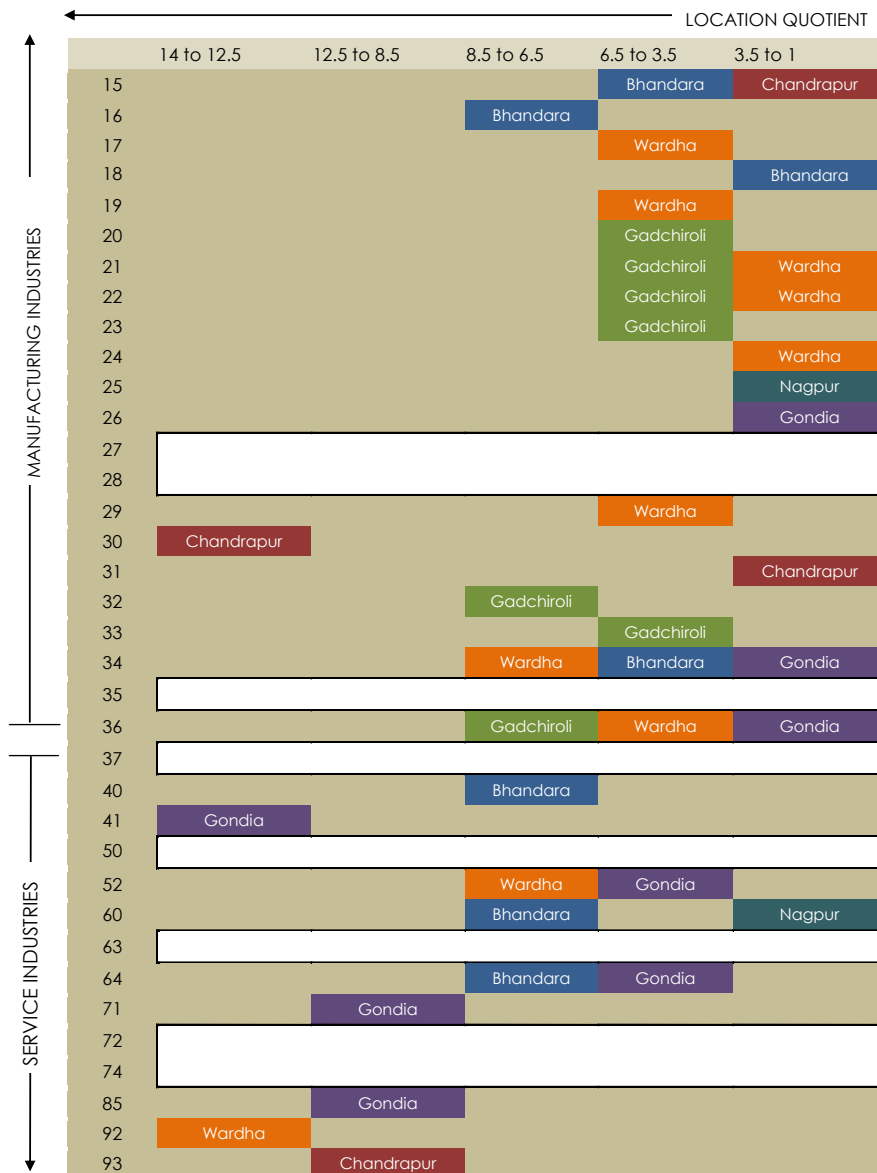 LOCATION QUOTIENT
14 to 12.5 12.5 to 8.5 8.5 to 6.5 6.5 to 3.5 3.5 to 1
15 Bhandara Chandrapur
16 Bhandara
17 Wardha
18 Bhandara
19 Wardha
20 Gadchiroli
21 Gadchiroli Wardha
22 Gadchiroli Wardha
23 Gadchiroli
24 Wardha
25 Nagpur
26 Gondia
27
28
29 Wardha
30 Chandrapur
31 Chandrapur
32 Gadchiroli
33 Gadchiroli
34 Wardha Bhandara Gondia
35
36 Gadchiroli Wardha Gondia
37
40 Bhandara
41 Gondia
50
52 Wardha Gondia
60 Bhandara Nagpur
63
64 Bhandara Gondia
71 Gondia
72
74
85 Gondia
92 Wardha
93 Chandrapur
MANUFACTURING INDUSTRIES
SERVICE INDUSTRIES